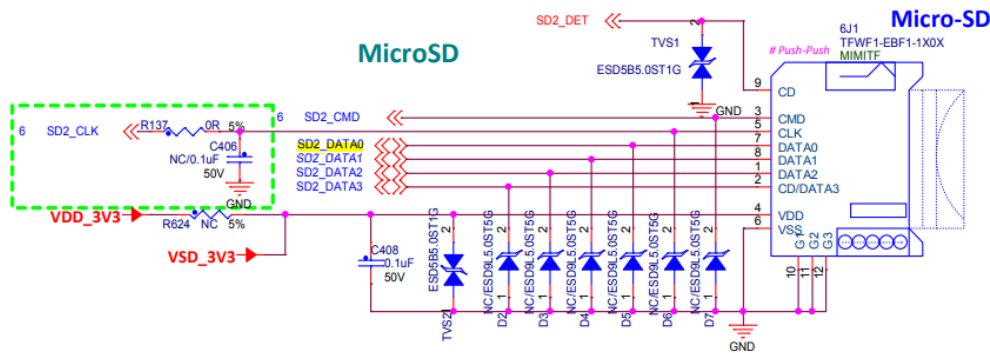 SD2_DET
Micro-SD
MicroSD
TVS1
ESD5B5.0ST1G
2
1
GND
# Push-Push
6J1
TFWF1-EBF1-1X0X
MIMITF
6 SD2_CLK
R137 0R 5%
C406
NC/0.1uF
50V
GND
6 SD2_CMD
SD2_DATA0
SD2_DATA1
SD2_DATA2
SD2_DATA3
9 CD
3 CMD
5 CLK
7 DATA0
8 DATA1
1 DATA2
2 CD/DATA3
4 VDD
6 VSS
G1
G2
G3
10
11
12
VDD_3V3
R624 NC 5%
VSD_3V3
C408
0.1uF
50V
ESD5B5.0ST1G
2
1
TVS2
NC/ESD9L5.0ST5G
2
1
D2
NC/ESD9L5.0ST5G
2
1
D3
NC/ESD9L5.0ST5G
2
1
D4
NC/ESD9L5.0ST5G
2
1
D5
NC/ESD9L5.0ST5G
2
1
D6
NC/ESD9L5.0ST5G
2
1
D7
GND